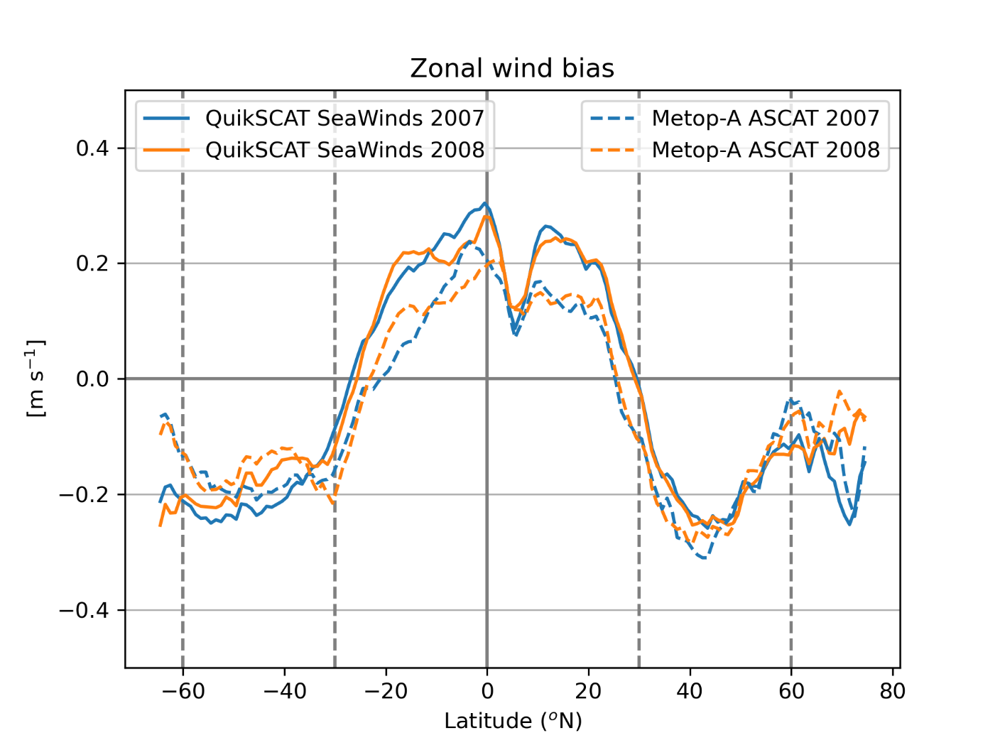 Zonal wind bias
QuikSCAT SeaWinds 2007
QuikSCAT SeaWinds 2008
Metop-A ASCAT 2007
Metop-A ASCAT 2008
0.4
0.2
0.0
−0.2
−0.4
[m s⁻¹]
−60 −40 −20 0 20 40 60 80
Latitude (ᵒN)